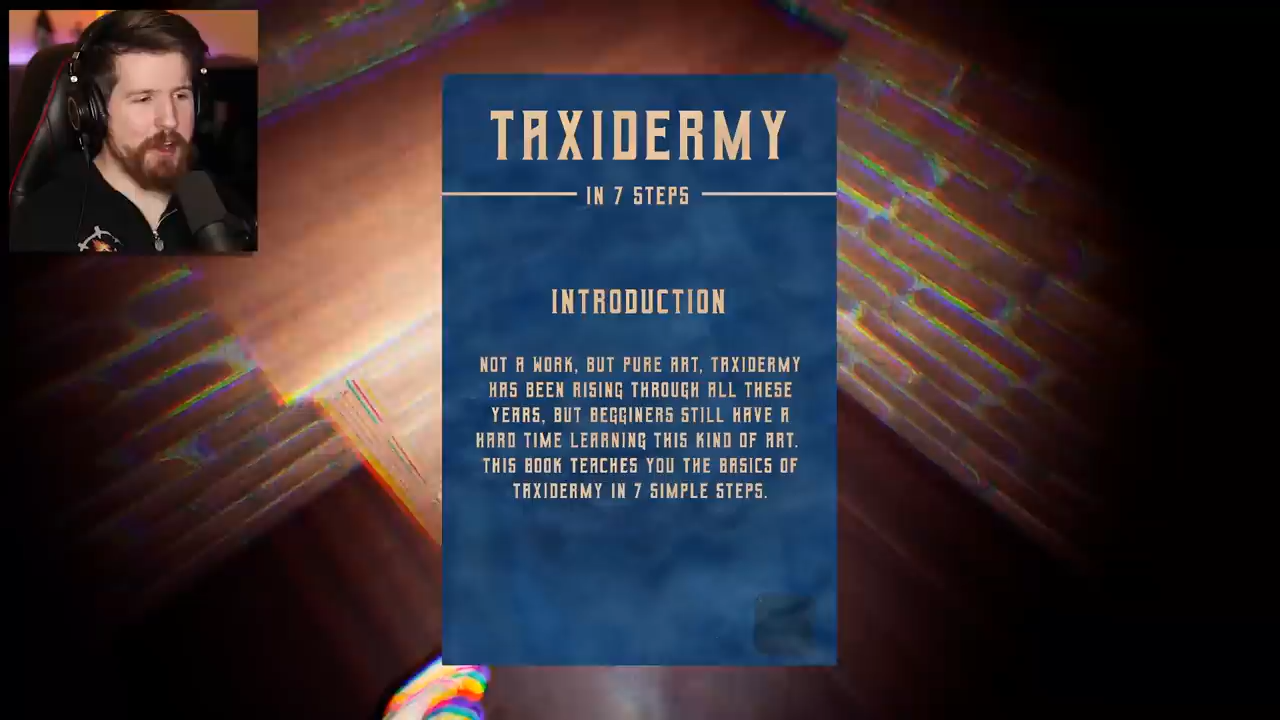 TAXIDERMY
IN 7 STEPS
INTRODUCTION
NOT A WORK, BUT PURE ART, TAXIDERMY
HAS BEEN RISING THROUGH ALL THESE
YEARS, BUT BEGGINERS STILL HAVE A
HARD TIME LEARNING THIS KIND OF ART.
THIS BOOK TEACHES YOU THE BASICS OF
TAXIDERMY IN 7 SIMPLE STEPS.